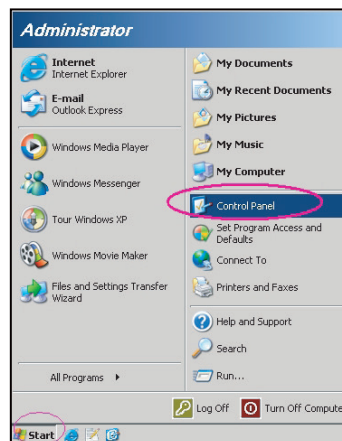 Administrator
Internet
Internet Explorer
E-mail
Outlook Express
Windows Media Player
Windows Messenger
Tour Windows XP
Windows Movie Maker
Files and Settings Transfer
Wizard
All Programs
My Documents
My Recent Documents
My Pictures
My Music
My Computer
Control Panel
Set Program Access and
Defaults
Connect To
Printers and Faxes
Help and Support
Search
Run...
Log Off
Turn Off Compute
Start